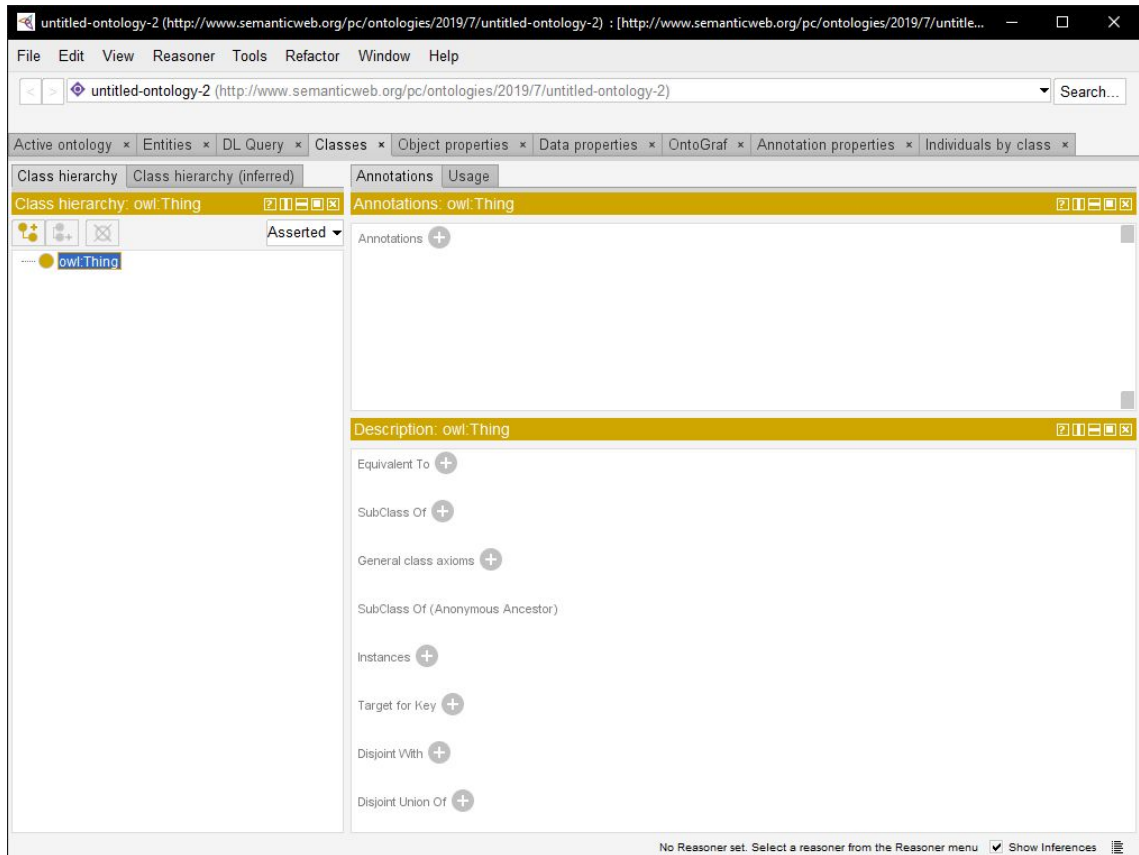 untitled-ontology-2 (http://www.semanticweb.org/pc/ontologies/2019/7/untitled-ontology-2) : [http://www.semanticweb.org/pc/ontologies/2019/7/untitle...
File Edit View Reasoner Tools Refactor Window Help
untitled-ontology-2 (http://www.semanticweb.org/pc/ontologies/2019/7/untitled-ontology-2)
Search...
Active ontology × Entities × DL Query × Classes × Object properties × Data properties × OntoGraf × Annotation properties × Individuals by class ×
Class hierarchy Class hierarchy (inferred)
Class hierarchy: owl:Thing
Asserted
owl:Thing
Annotations Usage
Annotations: owl:Thing
Annotations
Description: owl:Thing
Equivalent To
SubClass Of
General class axioms
SubClass Of (Anonymous Ancestor)
Instances
Target for Key
Disjoint With
Disjoint Union Of
No Reasoner set. Select a reasoner from the Reasoner menu Show Inferences